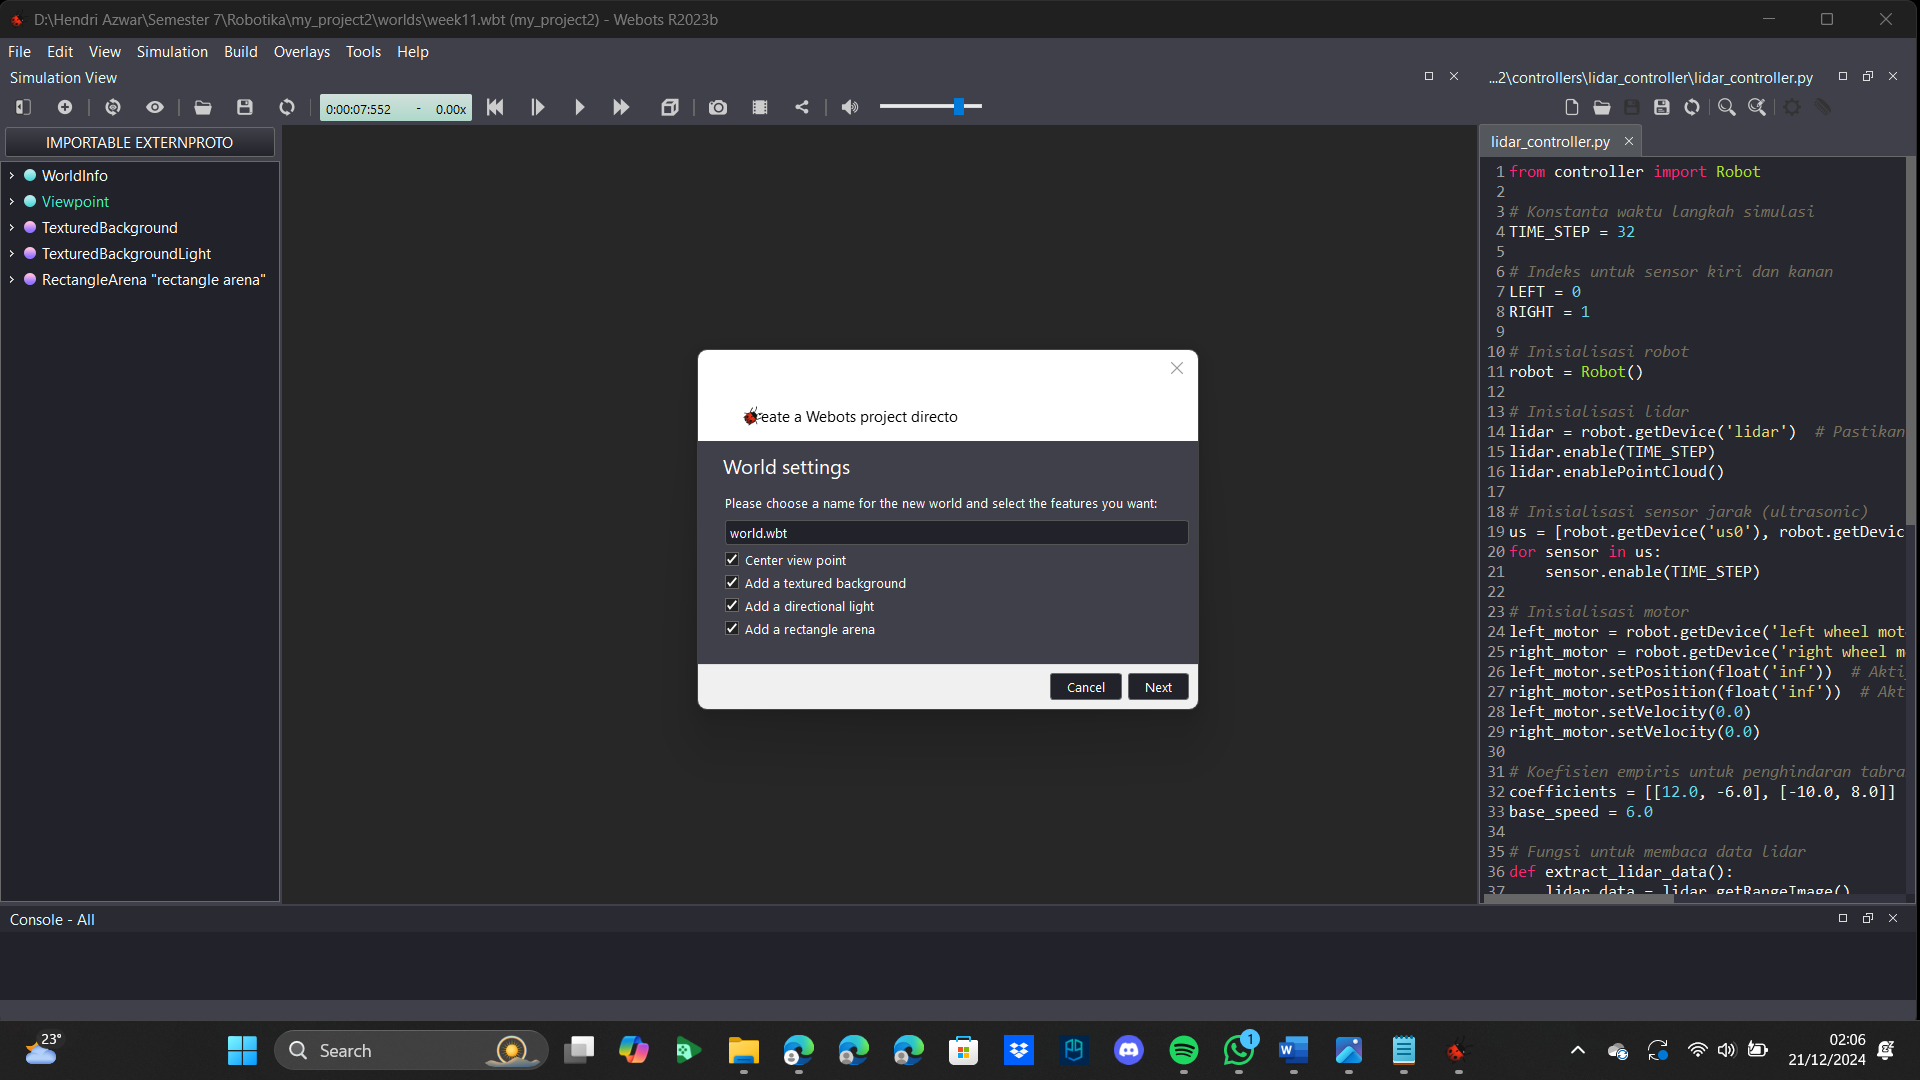 D:\Hendri Azwar\Semester 7\Robotika\my_project2\worlds\week11.wbt (my_project2) - Webots R2023b
File Edit View Simulation Build Overlays Tools Help
Simulation View
...2\controllers\lidar_controller\lidar_controller.py
0:00:07:552 - 0.00x
IMPORTABLE EXTERNPROTO
WorldInfo
Viewpoint
TexturedBackground
TexturedBackgroundLight
RectangleArena "rectangle arena"
eate a Webots project directo
World settings
Please choose a name for the new world and select the features you want:
world.wbt
Center view point
Add a textured background
Add a directional light
Add a rectangle arena
Cancel Next
lidar_controller.py
1 from controller import Robot
2
3 # Konstanta waktu langkah simulasi
4 TIME_STEP = 32
5
6 # Indeks untuk sensor kiri dan kanan
7 LEFT = 0
8 RIGHT = 1
9
10 # Inisialisasi robot
11 robot = Robot()
12
13 # Inisialisasi lidar
14 lidar = robot.getDevice('lidar')  # Pastikan
15 lidar.enable(TIME_STEP)
16 lidar.enablePointCloud()
17
18 # Inisialisasi sensor jarak (ultrasonic)
19 us = [robot.getDevice('us0'), robot.getDevic
20 for sensor in us:
21     sensor.enable(TIME_STEP)
22
23 # Inisialisasi motor
24 left_motor = robot.getDevice('left wheel mot
25 right_motor = robot.getDevice('right wheel m
26 left_motor.setPosition(float('inf'))  # Akti
27 right_motor.setPosition(float('inf'))  # Akt
28 left_motor.setVelocity(0.0)
29 right_motor.setVelocity(0.0)
30
31 # Koefisien empiris untuk penghindaran tabra
32 coefficients = [[12.0, -6.0], [-10.0, 8.0]]
33 base_speed = 6.0
34
35 # Fungsi untuk membaca data lidar
36 def extract_lidar_data():
37     lidar_data = lidar.getRangeImage()
Console - All
23°
Search
1
02:06
21/12/2024